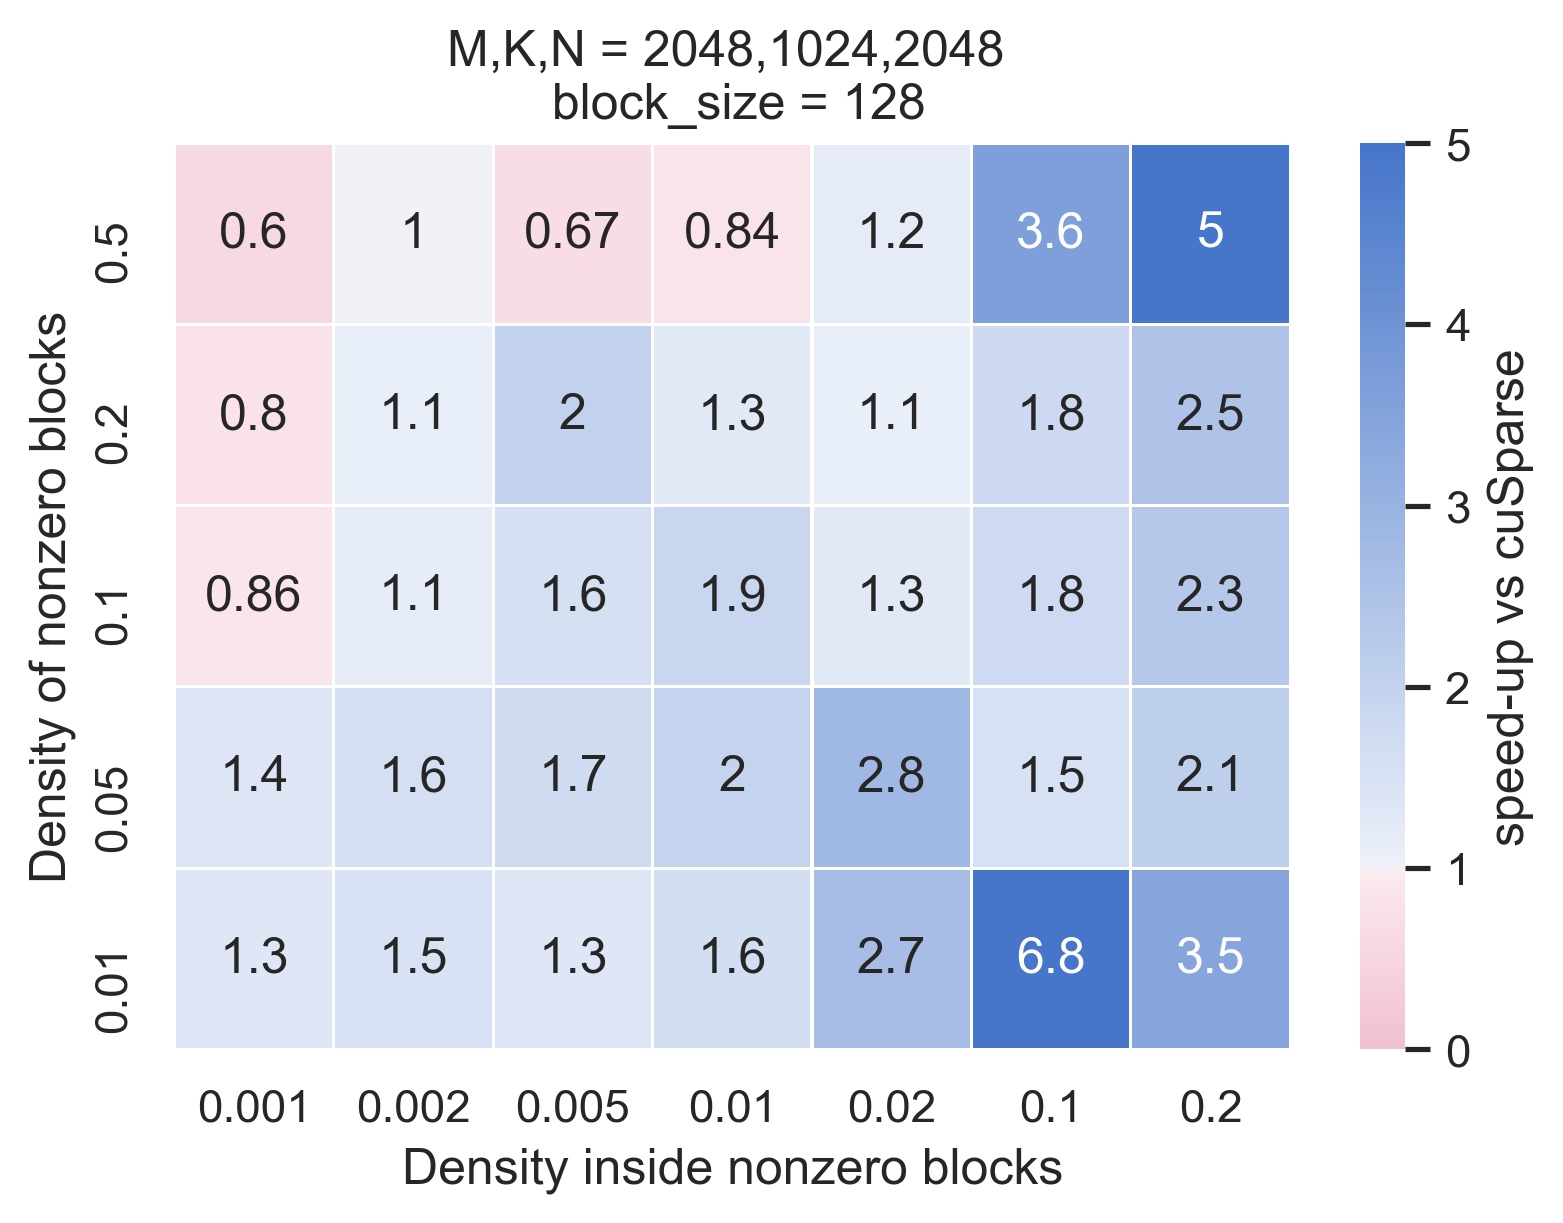 M,K,N = 2048,1024,2048
block_size = 128
Density of nonzero blocks
0.5 0.6 1 0.67 0.84 1.2 3.6 5
0.2 0.8 1.1 2 1.3 1.1 1.8 2.5
0.1 0.86 1.1 1.6 1.9 1.3 1.8 2.3
0.05 1.4 1.6 1.7 2 2.8 1.5 2.1
0.01 1.3 1.5 1.3 1.6 2.7 6.8 3.5
0.001 0.002 0.005 0.01 0.02 0.1 0.2
Density inside nonzero blocks
5
4
3
2
1
0
speed-up vs cuSparse